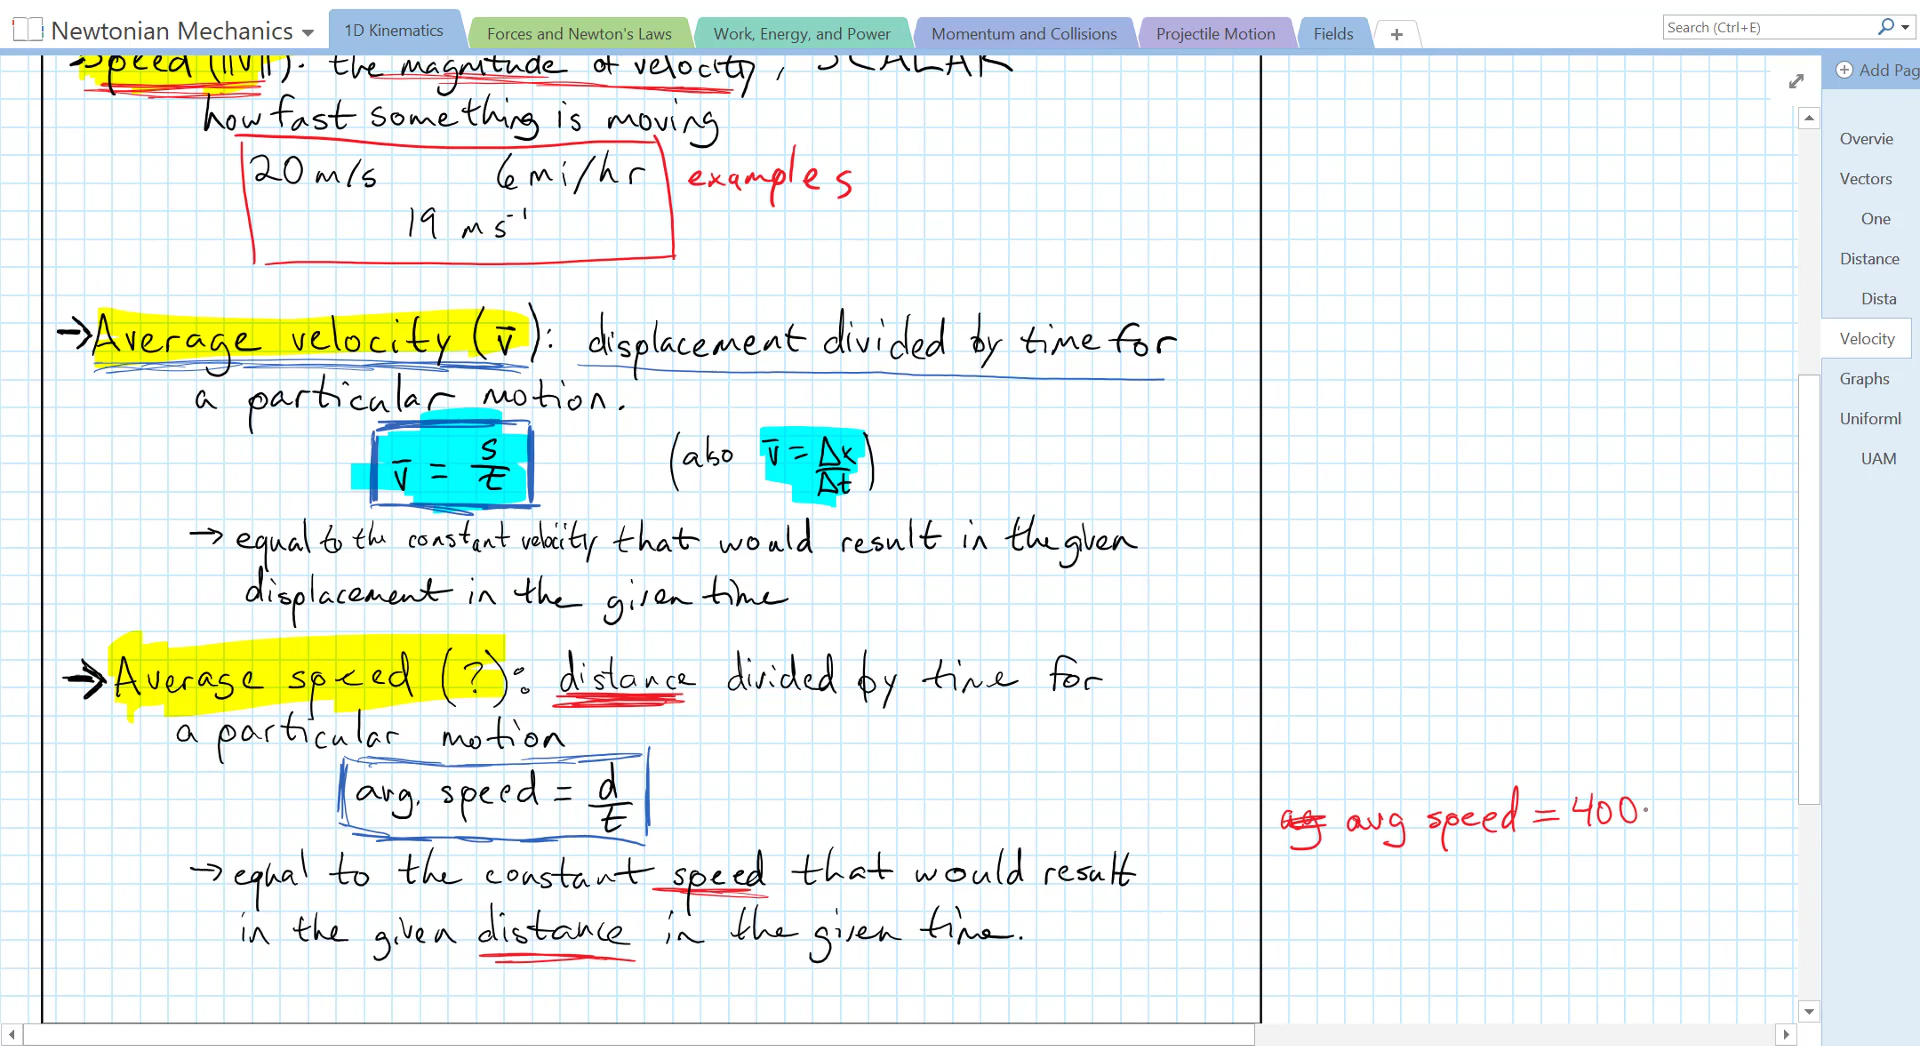 Newtonian Mechanics
1D Kinematics
Forces and Newton's Laws
Work, Energy, and Power
Momentum and Collisions
Projectile Motion
Fields
Search (Ctrl+E)
Add Pag
Speed (||v||): the magnitude of velocity, SCALAR
how fast something is moving
20 m/s 6 mi/hr examples
19 m s⁻¹
→ Average velocity (v̄): displacement divided by time for
a particular motion.
v̄ = s/t (also v̄ = Δx/Δt)
→ equal to the constant velocity that would result in the given
displacement in the given time
→ Average speed (?): distance divided by time for
a particular motion
avg. speed = d/t
avg speed = 400
→ equal to the constant speed that would result
in the given distance in the given time.
Overvie
Vectors
One
Distance
Dista
Velocity
Graphs
Uniforml
UAM